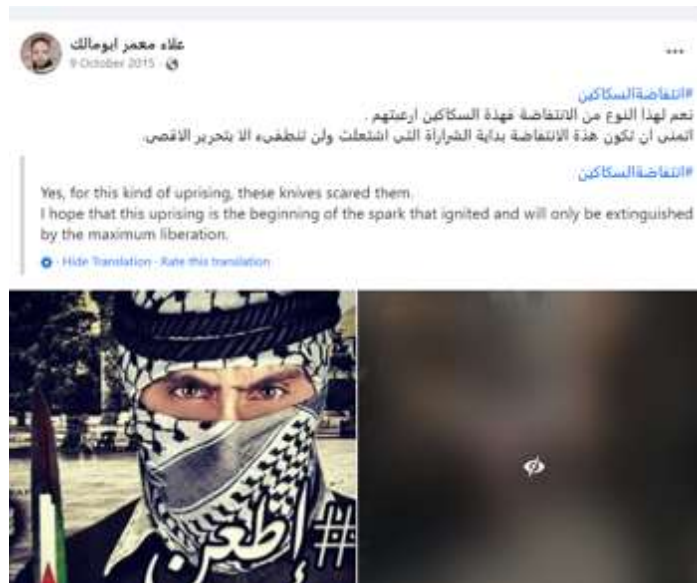 علاء معمر ابومالك
9 October 2015
#انتفاضةالسكاكين
نعم لهذا النوع من الانتفاضة فهذة السكاكين ارعبتهم .
اتمنى ان تكون هذة الانتفاضة بداية الشراراة التي اشتعلت ولن تنطفىء الا بتحرير الاقصى.
#انتفاضةالسكاكين
Yes, for this kind of uprising, these knives scared them.
I hope that this uprising is the beginning of the spark that ignited and will only be extinguished
by the maximum liberation.
Hide Translation · Rate this translation
#إطعن